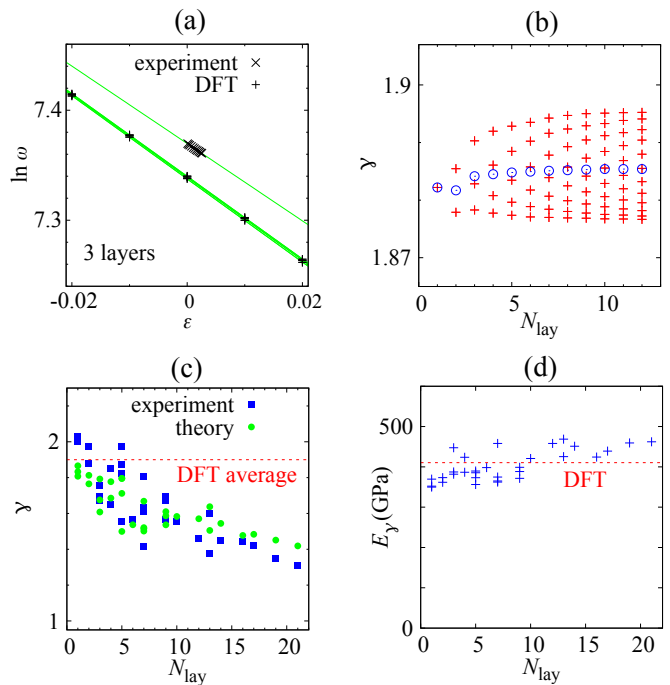 (a)
experiment ×
DFT +
ln ω
7.4
7.3
3 layers
-0.02 0 0.02
ε
(b)
1.9
γ
1.87
0 5 10
N_lay
(c)
experiment
theory
2
DFT average
γ
1
0 5 10 15 20
N_lay
(d)
500
E_γ(GPa)
DFT
0
0 5 10 15 20
N_lay